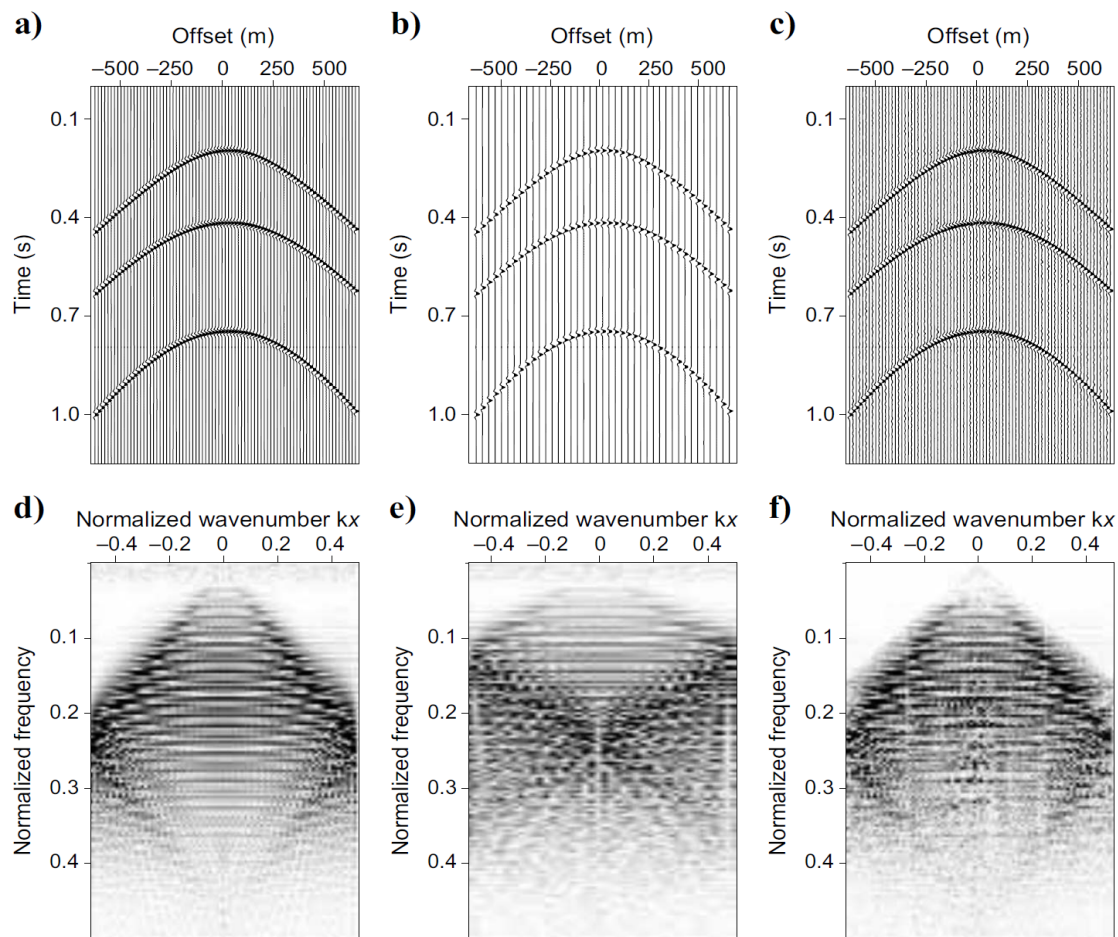 a)
Offset (m)
−500 −250 0 250 500
0.1
0.4
0.7
1.0
Time (s)
b)
Offset (m)
−500 −250 0 250 500
0.1
0.4
0.7
1.0
Time (s)
c)
Offset (m)
−500 −250 0 250 500
0.1
0.4
0.7
1.0
Time (s)
d)
Normalized wavenumber kx
−0.4 −0.2 0 0.2 0.4
0.1
0.2
0.3
0.4
Normalized frequency
e)
Normalized wavenumber kx
−0.4 −0.2 0 0.2 0.4
0.1
0.2
0.3
0.4
Normalized frequency
f)
Normalized wavenumber kx
−0.4 −0.2 0 0.2 0.4
0.1
0.2
0.3
0.4
Normalized frequency